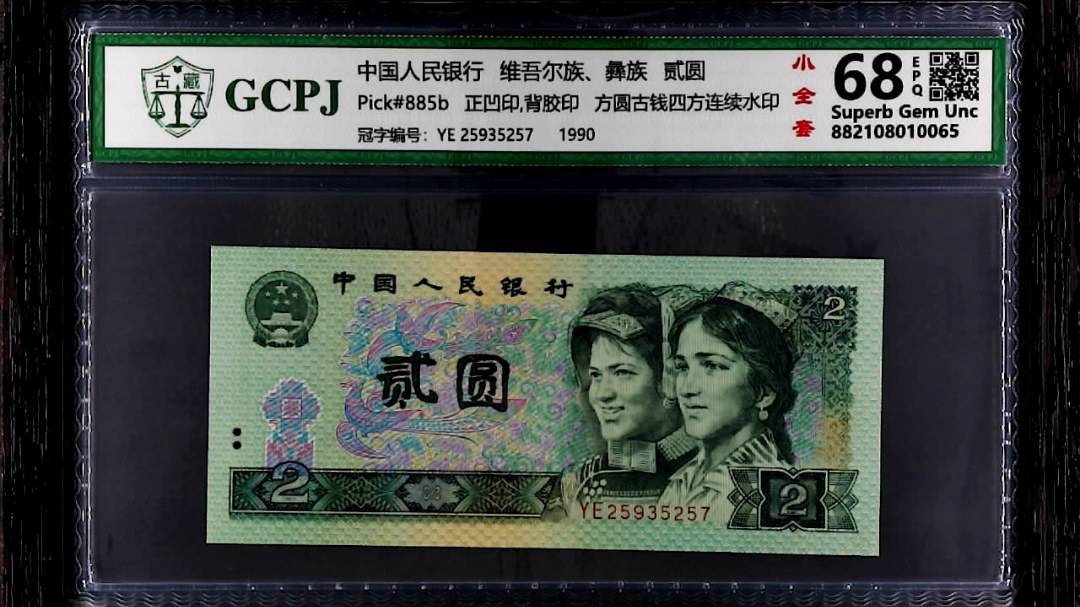 古藏
GCPJ
中国人民银行 维吾尔族、彝族 贰圆
Pick#885b 正凹印,背胶印 方圆古钱四方连续水印
冠字编号: YE 25935257 1990
小全套
68
EPQ
Superb Gem Unc
882108010065
中国人民银行
2
贰圆
2
YE25935257
2